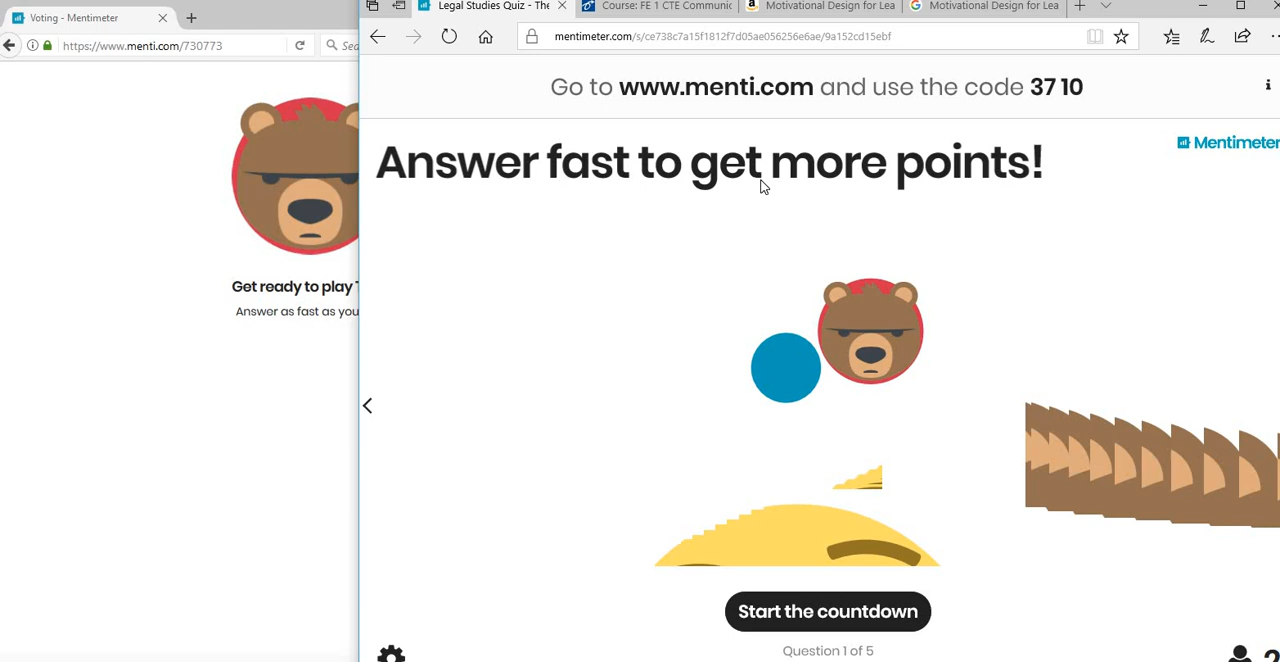 Voting - Mentimeter
https://www.menti.com/730773
Sea
Get ready to play
Answer as fast as you
Legal Studies Quiz - The
Course: FE 1 CTE Communic
Motivational Design for Lea
Motivational Design for Lea
mentimeter.com/s/ce738c7a15f1812f7d05ae056256e6ae/9a152cd15ebf
Go to www.menti.com and use the code 37 10
Answer fast to get more points!
Mentimeter
Start the countdown
Question 1 of 5
2